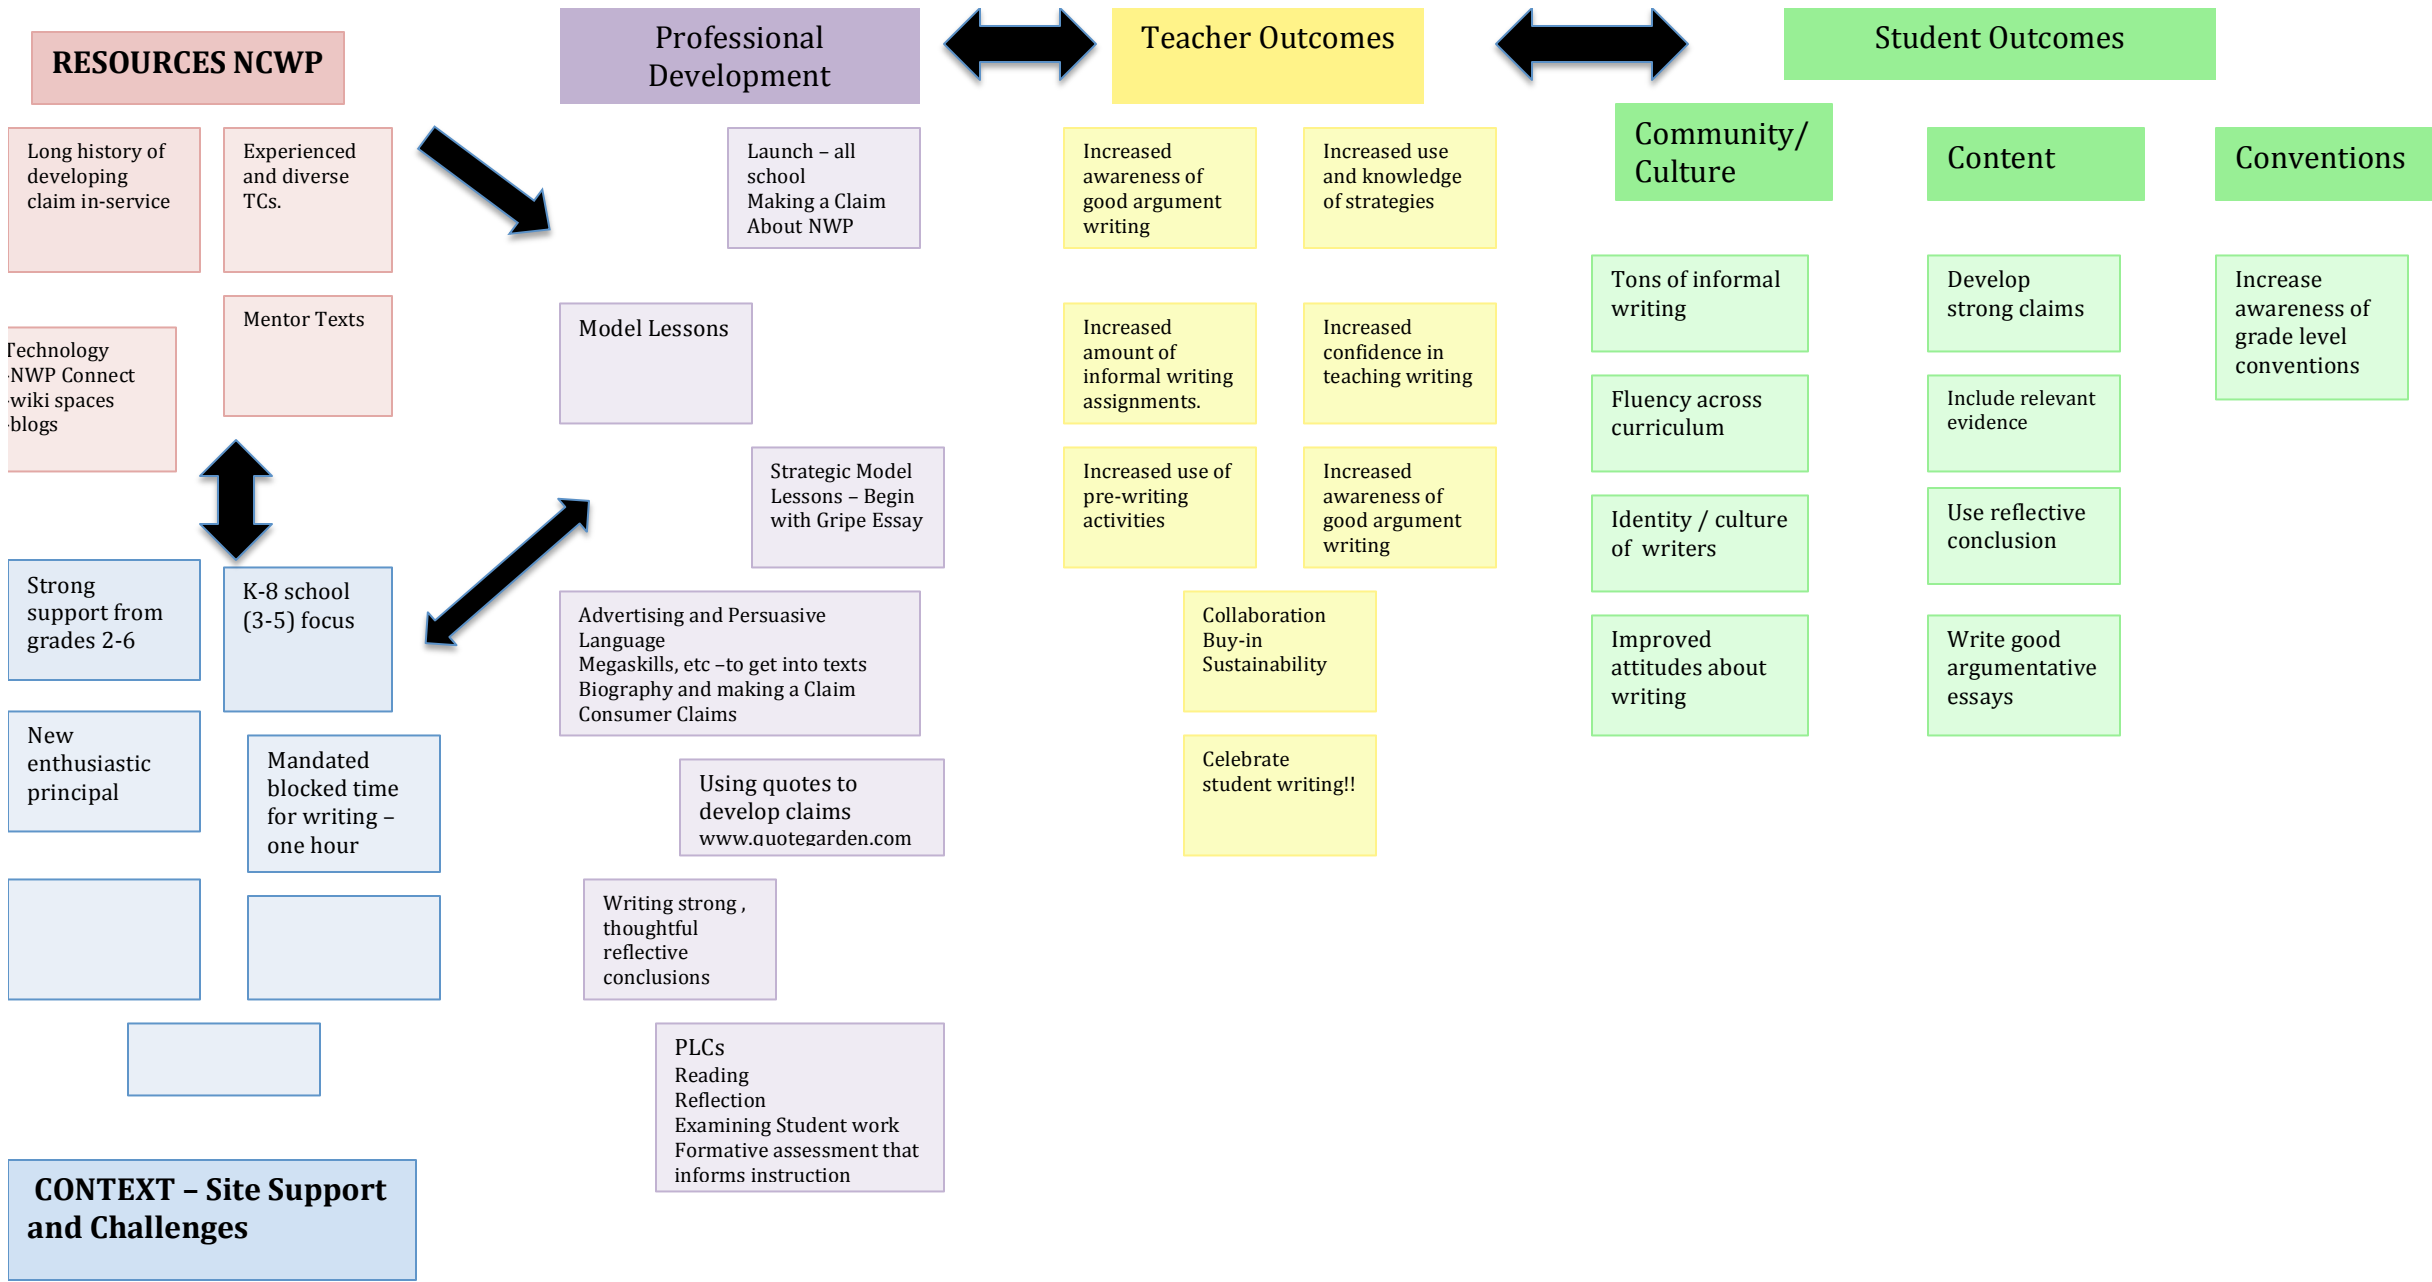 RESOURCES NCWP
Long history of
developing
claim in-service
Experienced
and diverse
TCs.
Technology
-NWP Connect
-wiki spaces
-blogs
Mentor Texts
Strong
support from
grades 2-6
K-8 school
(3-5) focus
New
enthusiastic
principal
Mandated
blocked time
for writing –
one hour
CONTEXT – Site Support
and Challenges
Professional
Development
Launch – all
school
Making a Claim
About NWP
Model Lessons
Strategic Model
Lessons – Begin
with Gripe Essay
Advertising and Persuasive
Language
Megaskills, etc –to get into texts
Biography and making a Claim
Consumer Claims
Using quotes to
develop claims
www.quotegarden.com
Writing strong ,
thoughtful
reflective
conclusions
PLCs
Reading
Reflection
Examining Student work
Formative assessment that
informs instruction
Teacher Outcomes
Increased
awareness of
good argument
writing
Increased use
and knowledge
of strategies
Increased
amount of
informal writing
assignments.
Increased
confidence in
teaching writing
Increased use of
pre-writing
activities
Increased
awareness of
good argument
writing
Collaboration
Buy-in
Sustainability
Celebrate
student writing!!
Student Outcomes
Community/
Culture
Tons of informal
writing
Fluency across
curriculum
Identity / culture
of writers
Improved
attitudes about
writing
Content
Develop
strong claims
Include relevant
evidence
Use reflective
conclusion
Write good
argumentative
essays
Conventions
Increase
awareness of
grade level
conventions